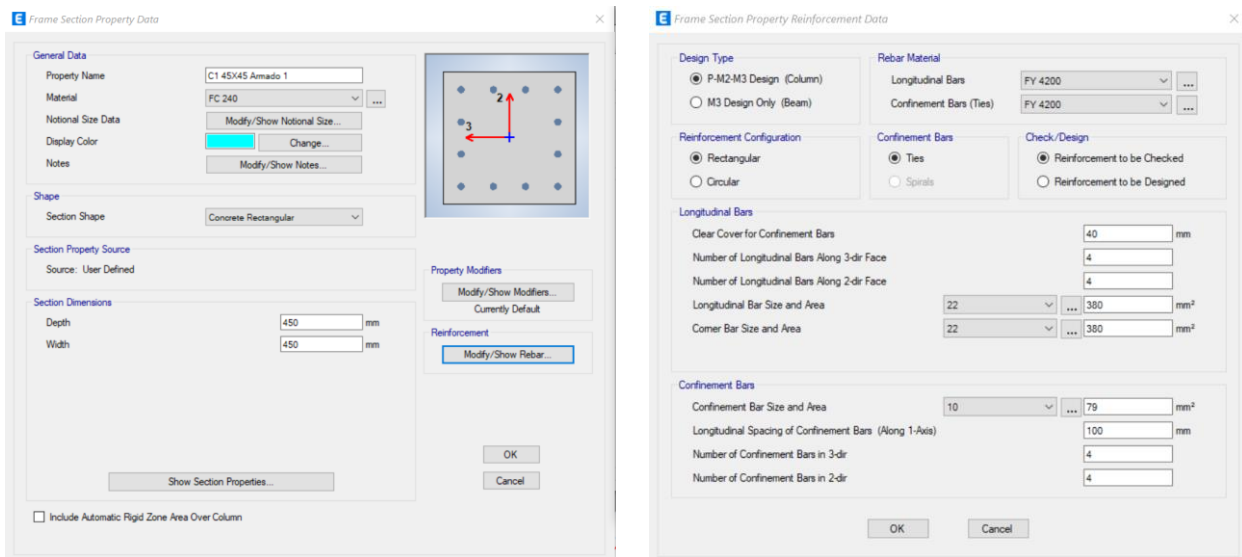 E Frame Section Property Data
General Data
Property Name C1 45X45 Armado 1
Material FC 240 ...
Notional Size Data Modify/Show Notional Size...
Display Color Change...
Notes Modify/Show Notes...
2
3
Shape
Section Shape Concrete Rectangular
Section Property Source
Source: User Defined
Property Modifiers
Modify/Show Modifiers...
Currently Default
Section Dimensions
Depth 450 mm
Width 450 mm
Reinforcement
Modify/Show Rebar...
OK
Cancel
Show Section Properties...
Include Automatic Rigid Zone Area Over Column
E Frame Section Property Reinforcement Data
Design Type
P-M2-M3 Design (Column)
M3 Design Only (Beam)
Rebar Material
Longitudinal Bars FY 4200 ...
Confinement Bars (Ties) FY 4200 ...
Reinforcement Configuration
Rectangular
Circular
Confinement Bars
Ties
Spirals
Check/Design
Reinforcement to be Checked
Reinforcement to be Designed
Longitudinal Bars
Clear Cover for Confinement Bars 40 mm
Number of Longitudinal Bars Along 3-dir Face 4
Number of Longitudinal Bars Along 2-dir Face 4
Longitudinal Bar Size and Area 22 ... 380 mm²
Corner Bar Size and Area 22 ... 380 mm²
Confinement Bars
Confinement Bar Size and Area 10 ... 79 mm²
Longitudinal Spacing of Confinement Bars (Along 1-Axis) 100 mm
Number of Confinement Bars in 3-dir 4
Number of Confinement Bars in 2-dir 4
OK Cancel